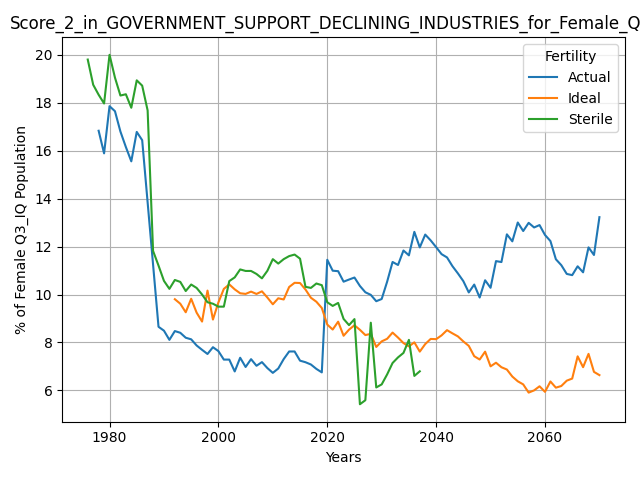 Score_2_in_GOVERNMENT_SUPPORT_DECLINING_INDUSTRIES_for_Female_Q
Fertility
Actual
Ideal
Sterile
% of Female Q3_IQ Population
20
18
16
14
12
10
8
6
1980
2000
2020
2040
2060
Years